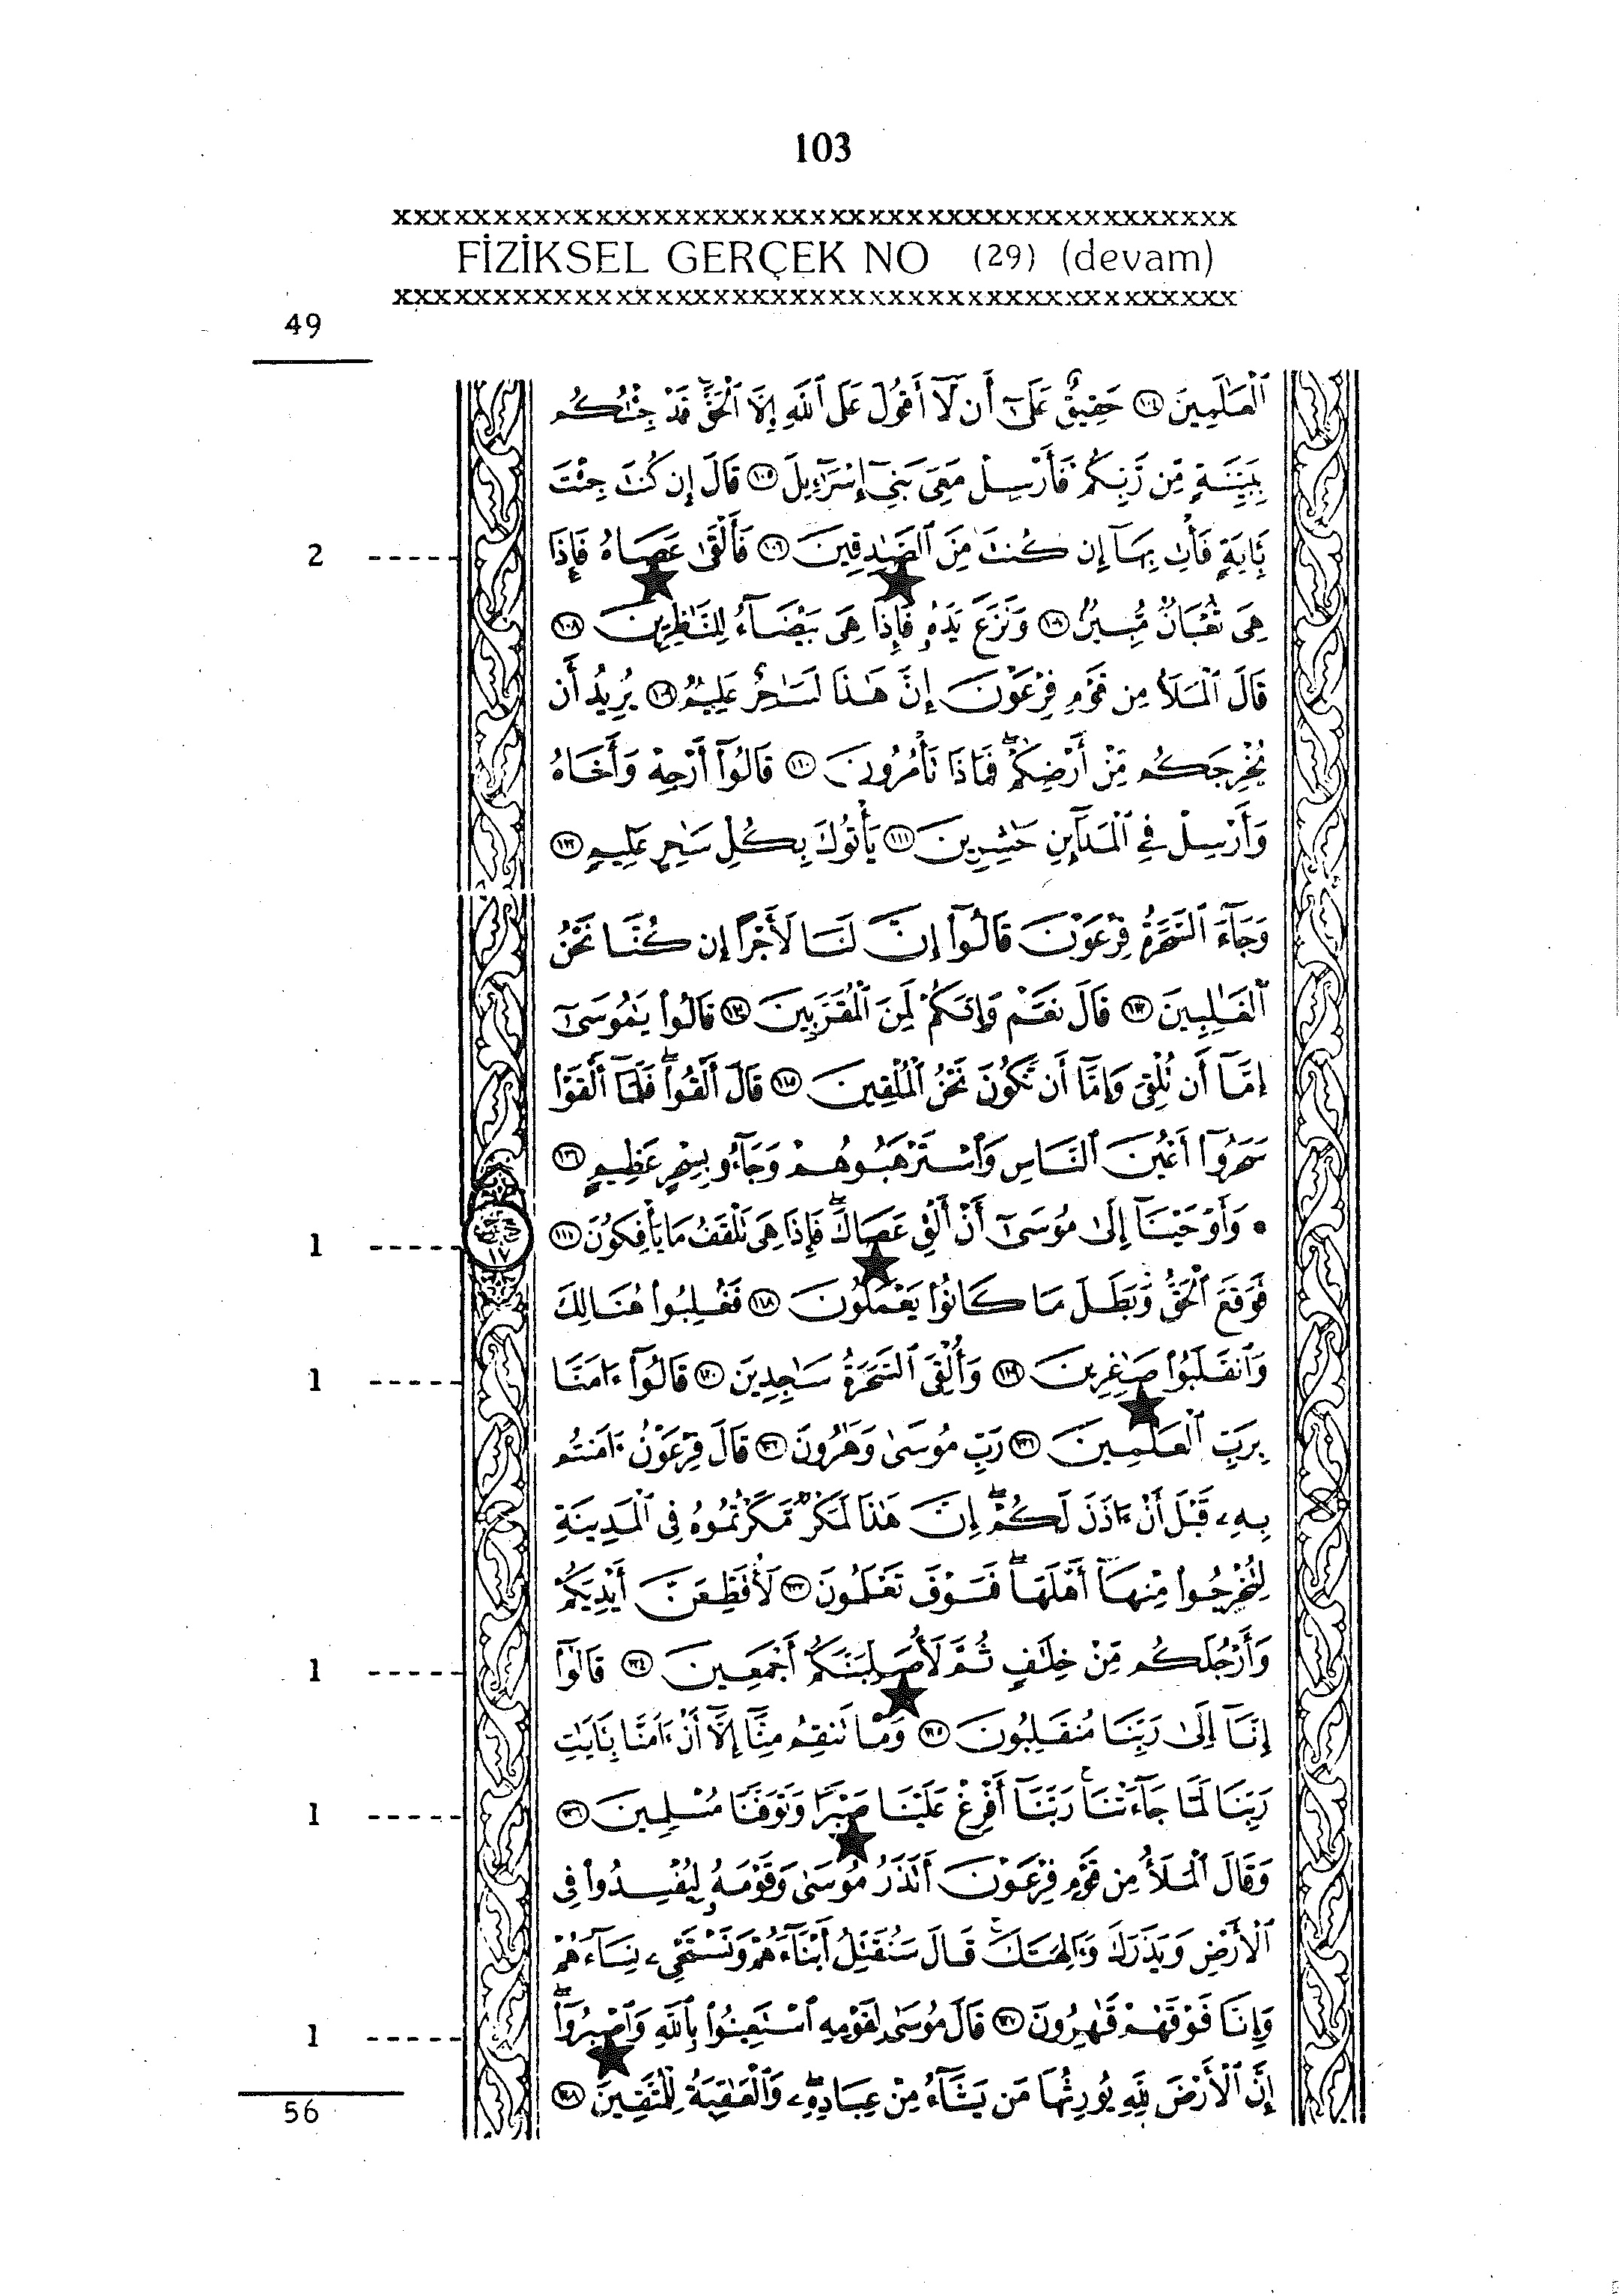 103
xxxxxxxxxxxxxxxxxxxxxxxxxxxxxxxxxxxxxxxxxx
FİZİKSEL GERÇEK NO (29) (devam)
xxxxxxxxxxxxxxxxxxxxxxxxxxxxxxxxxxxxxxxxxx
49
ٱلْعَٰلَمِينَ ١٠٤ حَقِيقٌ عَلَىٰٓ أَن لَّآ أَقُولَ عَلَى ٱللَّهِ إِلَّا ٱلْحَقَّ ۚ قَدْ جِئْتُكُم
بِبَيِّنَةٍ مِّن رَّبِّكُمْ فَأَرْسِلْ مَعِىَ بَنِىٓ إِسْرَٰٓءِيلَ ١٠٥ قَالَ إِن كُنتَ جِئْتَ
2 ----- بِـَٔايَةٍ فَأْتِ بِهَآ إِن كُنتَ مِنَ ٱلصَّٰدِقِينَ ١٠٦ فَأَلْقَىٰ عَصَاهُ فَإِذَا
هِىَ ثُعْبَانٌ مُّبِينٌ ١٠٧ وَنَزَعَ يَدَهُۥ فَإِذَا هِىَ بَيْضَآءُ لِلنَّٰظِرِينَ ١٠٨
قَالَ ٱلْمَلَأُ مِن قَوْمِ فِرْعَوْنَ إِنَّ هَٰذَا لَسَٰحِرٌ عَلِيمٌ ١٠٩ يُرِيدُ أَن
يُخْرِجَكُم مِّنْ أَرْضِكُمْ ۖ فَمَاذَا تَأْمُرُونَ ١١٠ قَالُوٓا۟ أَرْجِهْ وَأَخَاهُ
وَأَرْسِلْ فِى ٱلْمَدَآئِنِ حَٰشِرِينَ ١١١ يَأْتُوكَ بِكُلِّ سَٰحِرٍ عَلِيمٍ ١١٢
وَجَآءَ ٱلسَّحَرَةُ فِرْعَوْنَ قَالُوٓا۟ إِنَّ لَنَا لَأَجْرًا إِن كُنَّا نَحْنُ
ٱلْغَٰلِبِينَ ١١٣ قَالَ نَعَمْ وَإِنَّكُمْ لَمِنَ ٱلْمُقَرَّبِينَ ١١٤ قَالُوا۟ يَٰمُوسَىٰٓ
إِمَّآ أَن تُلْقِىَ وَإِمَّآ أَن نَّكُونَ نَحْنُ ٱلْمُلْقِينَ ١١٥ قَالَ أَلْقُوا۟ ۖ فَلَمَّآ أَلْقَوْا۟
سَحَرُوٓا۟ أَعْيُنَ ٱلنَّاسِ وَٱسْتَرْهَبُوهُمْ وَجَآءُو بِسِحْرٍ عَظِيمٍ ١١٦
1 ----- ۞ وَأَوْحَيْنَآ إِلَىٰ مُوسَىٰٓ أَنْ أَلْقِ عَصَاكَ ۖ فَإِذَا هِىَ تَلْقَفُ مَا يَأْفِكُونَ ١١٧
فَوَقَعَ ٱلْحَقُّ وَبَطَلَ مَا كَانُوا۟ يَعْمَلُونَ ١١٨ فَغُلِبُوا۟ هُنَالِكَ
1 ----- وَٱنقَلَبُوا۟ صَٰغِرِينَ ١١٩ وَأُلْقِىَ ٱلسَّحَرَةُ سَٰجِدِينَ ١٢٠ قَالُوٓا۟ ءَامَنَّا
بِرَبِّ ٱلْعَٰلَمِينَ ١٢١ رَبِّ مُوسَىٰ وَهَٰرُونَ ١٢٢ قَالَ فِرْعَوْنُ ءَامَنتُم
بِهِۦ قَبْلَ أَنْ ءَاذَنَ لَكُمْ ۖ إِنَّ هَٰذَا لَمَكْرٌ مَّكَرْتُمُوهُ فِى ٱلْمَدِينَةِ
لِتُخْرِجُوا۟ مِنْهَآ أَهْلَهَا ۖ فَسَوْفَ تَعْلَمُونَ ١٢٣ لَأُقَطِّعَنَّ أَيْدِيَكُمْ
1 ----- وَأَرْجُلَكُم مِّنْ خِلَٰفٍ ثُمَّ لَأُصَلِّبَنَّكُمْ أَجْمَعِينَ ١٢٤ قَالُوٓا۟
إِنَّآ إِلَىٰ رَبِّنَا مُنقَلِبُونَ ١٢٥ وَمَا تَنقِمُ مِنَّآ إِلَّآ أَنْ ءَامَنَّا بِـَٔايَٰتِ
1 ----- رَبِّنَا لَمَّا جَآءَتْنَا ۚ رَبَّنَآ أَفْرِغْ عَلَيْنَا صَبْرًا وَتَوَفَّنَا مُسْلِمِينَ ١٢٦
وَقَالَ ٱلْمَلَأُ مِن قَوْمِ فِرْعَوْنَ أَتَذَرُ مُوسَىٰ وَقَوْمَهُۥ لِيُفْسِدُوا۟ فِى
ٱلْأَرْضِ وَيَذَرَكَ وَءَالِهَتَكَ ۚ قَالَ سَنُقَتِّلُ أَبْنَآءَهُمْ وَنَسْتَحْىِۦ نِسَآءَهُمْ
1 ----- وَإِنَّا فَوْقَهُمْ قَٰهِرُونَ ١٢٧ قَالَ مُوسَىٰ لِقَوْمِهِ ٱسْتَعِينُوا۟ بِٱللَّهِ وَٱصْبِرُوٓا۟ ۖ
إِنَّ ٱلْأَرْضَ لِلَّهِ يُورِثُهَا مَن يَشَآءُ مِنْ عِبَادِهِۦ ۖ وَٱلْعَٰقِبَةُ لِلْمُتَّقِينَ ١٢٨
56